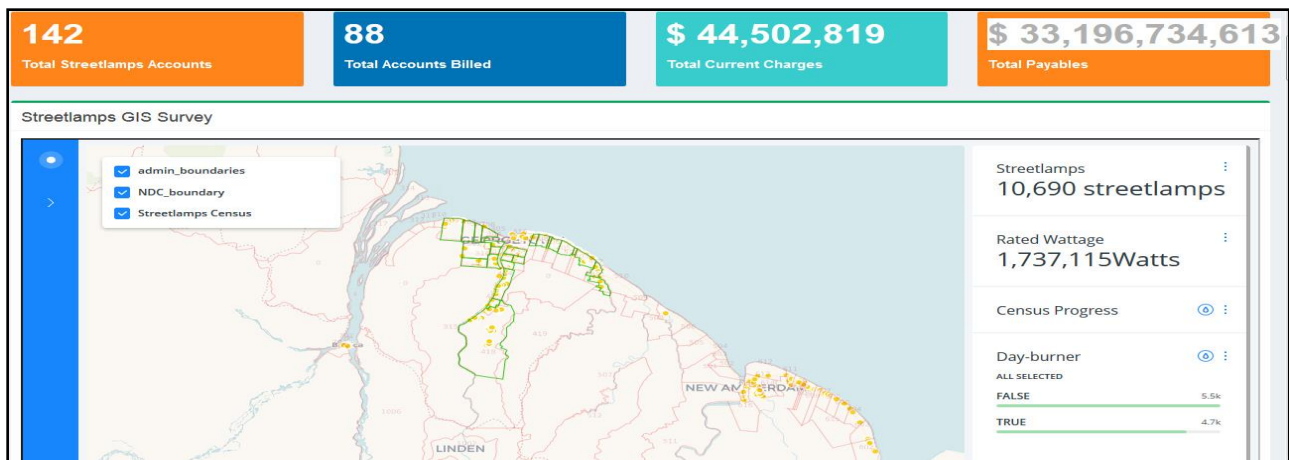 142
Total Streetlamps Accounts
88
Total Accounts Billed
$ 44,502,819
Total Current Charges
$ 33,196,734,613
Total Payables
Streetlamps GIS Survey
admin_boundaries
NDC_boundary
Streetlamps Census
Streetlamps
10,690 streetlamps
Rated Wattage
1,737,115Watts
Census Progress
Day-burner
ALL SELECTED
FALSE 5.5k
TRUE 4.7k
GEORGETOWN
NEW AMSTERDAM
LINDEN